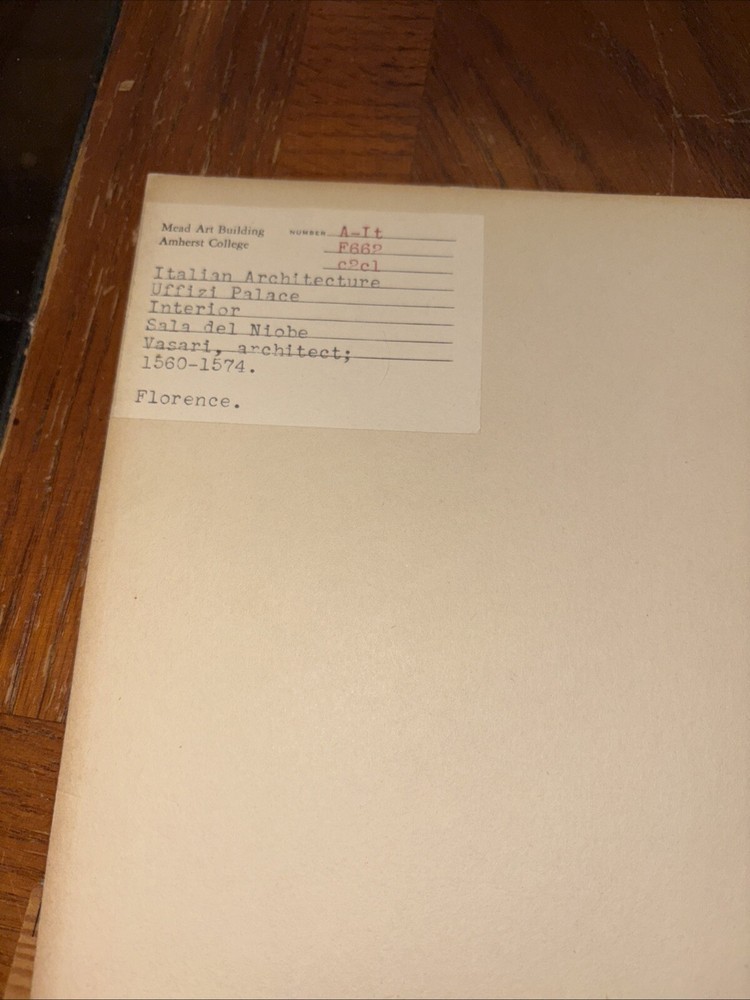 Mead Art Building
Amherst College
NUMBER A-It
F662
c2cl
Italian Architecture
Uffizi Palace
Interior
Sala del Niobe
Vasari, architect;
1560-1574.
Florence.